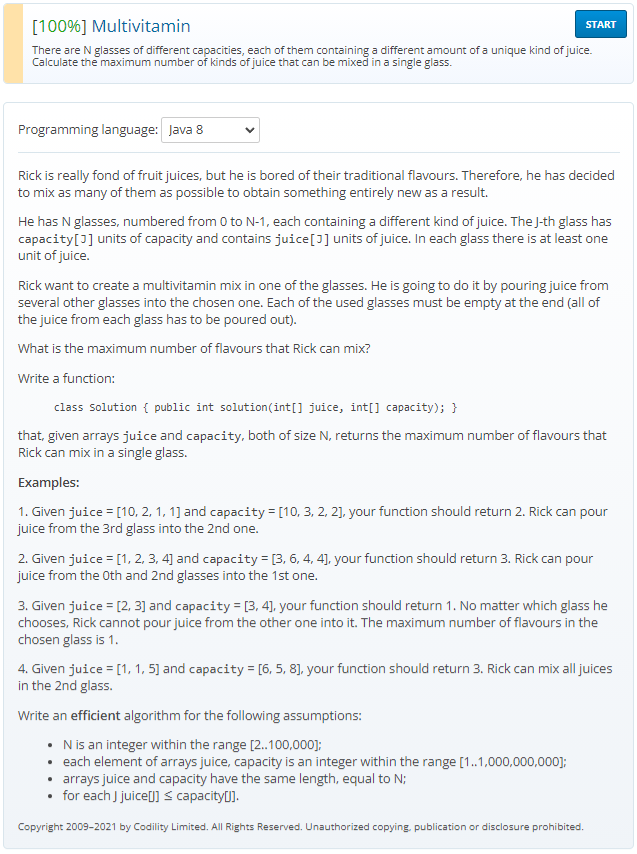 [100%] Multivitamin
START
There are N glasses of different capacities, each of them containing a different amount of a unique kind of juice.
Calculate the maximum number of kinds of juice that can be mixed in a single glass.
Programming language: Java 8
Rick is really fond of fruit juices, but he is bored of their traditional flavours. Therefore, he has decided
to mix as many of them as possible to obtain something entirely new as a result.
He has N glasses, numbered from 0 to N-1, each containing a different kind of juice. The J-th glass has
capacity[J] units of capacity and contains juice[J] units of juice. In each glass there is at least one
unit of juice.
Rick want to create a multivitamin mix in one of the glasses. He is going to do it by pouring juice from
several other glasses into the chosen one. Each of the used glasses must be empty at the end (all of
the juice from each glass has to be poured out).
What is the maximum number of flavours that Rick can mix?
Write a function:
class Solution { public int solution(int[] juice, int[] capacity); }
that, given arrays juice and capacity, both of size N, returns the maximum number of flavours that
Rick can mix in a single glass.
Examples:
1. Given juice = [10, 2, 1, 1] and capacity = [10, 3, 2, 2], your function should return 2. Rick can pour
juice from the 3rd glass into the 2nd one.
2. Given juice = [1, 2, 3, 4] and capacity = [3, 6, 4, 4], your function should return 3. Rick can pour
juice from the 0th and 2nd glasses into the 1st one.
3. Given juice = [2, 3] and capacity = [3, 4], your function should return 1. No matter which glass he
chooses, Rick cannot pour juice from the other one into it. The maximum number of flavours in the
chosen glass is 1.
4. Given juice = [1, 1, 5] and capacity = [6, 5, 8], your function should return 3. Rick can mix all juices
in the 2nd glass.
Write an efficient algorithm for the following assumptions:
• N is an integer within the range [2..100,000];
• each element of arrays juice, capacity is an integer within the range [1..1,000,000,000];
• arrays juice and capacity have the same length, equal to N;
• for each J juice[J] ≤ capacity[J].
Copyright 2009–2021 by Codility Limited. All Rights Reserved. Unauthorized copying, publication or disclosure prohibited.